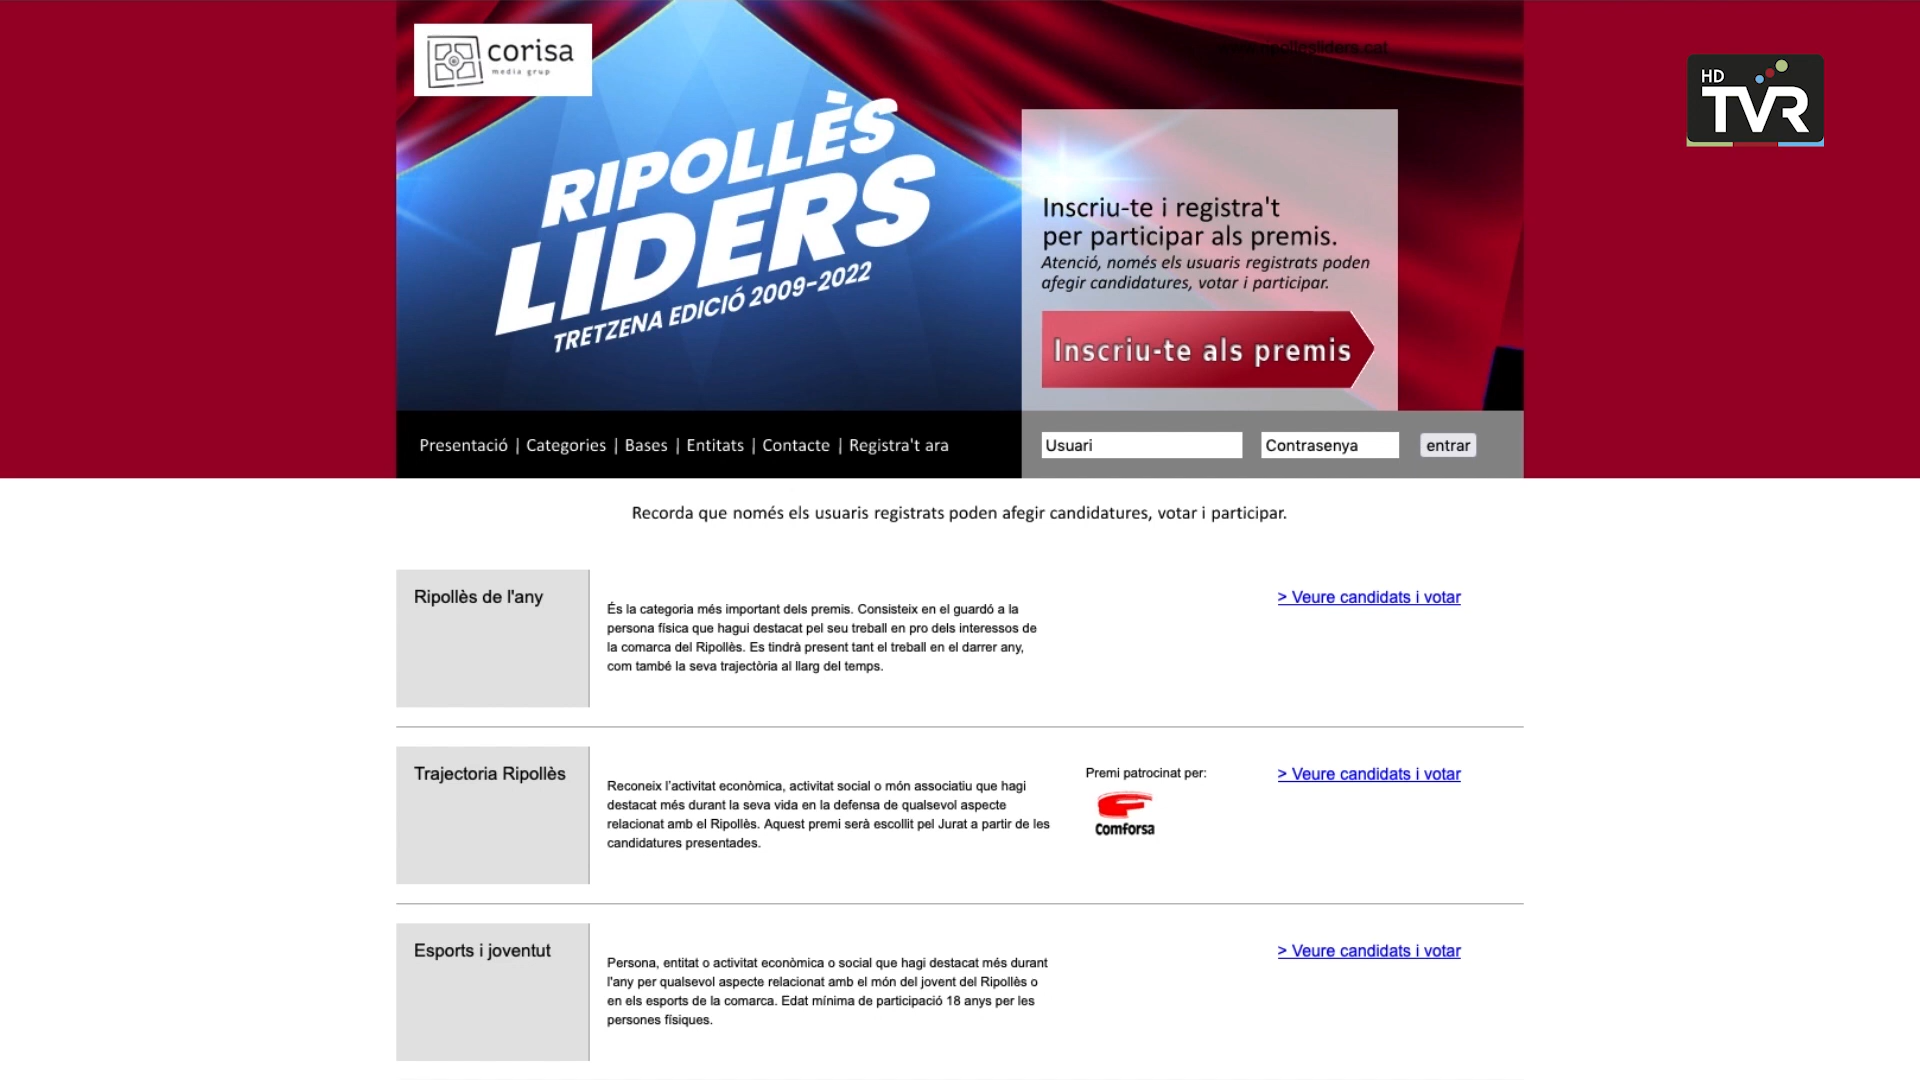 corisa
media grup
HD
TVR
RIPOLLÈS
LIDERS
TRETZENA EDICIÓ 2009-2022
Inscriu-te i registra't
per participar als premis.
Atenció, només els usuaris registrats poden
afegir candidatures, votar i participar.
Inscriu-te als premis
Presentació | Categories | Bases | Entitats | Contacte | Registra't ara
Usuari
Contrasenya
entrar
Recorda que només els usuaris registrats poden afegir candidatures, votar i participar.
Ripollès de l'any
És la categoria més important dels premis. Consisteix en el guardó a la
persona física que hagui destacat pel seu treball en pro dels interessos de
la comarca del Ripollès. Es tindrà present tant el treball en el darrer any,
com també la seva trajectòria al llarg del temps.
> Veure candidats i votar
Trajectoria Ripollès
Reconeix l'activitat econòmica, activitat social o món associatiu que hagi
destacat més durant la seva vida en la defensa de qualsevol aspecte
relacionat amb el Ripollès. Aquest premi serà escollit pel Jurat a partir de les
candidatures presentades.
Premi patrocinat per:
Comforsa
> Veure candidats i votar
Esports i joventut
Persona, entitat o activitat econòmica o social que hagi destacat més durant
l'any per qualsevol aspecte relacionat amb el món del jovent del Ripollès o
en els esports de la comarca. Edat mínima de participació 18 anys per les
persones físiques.
> Veure candidats i votar